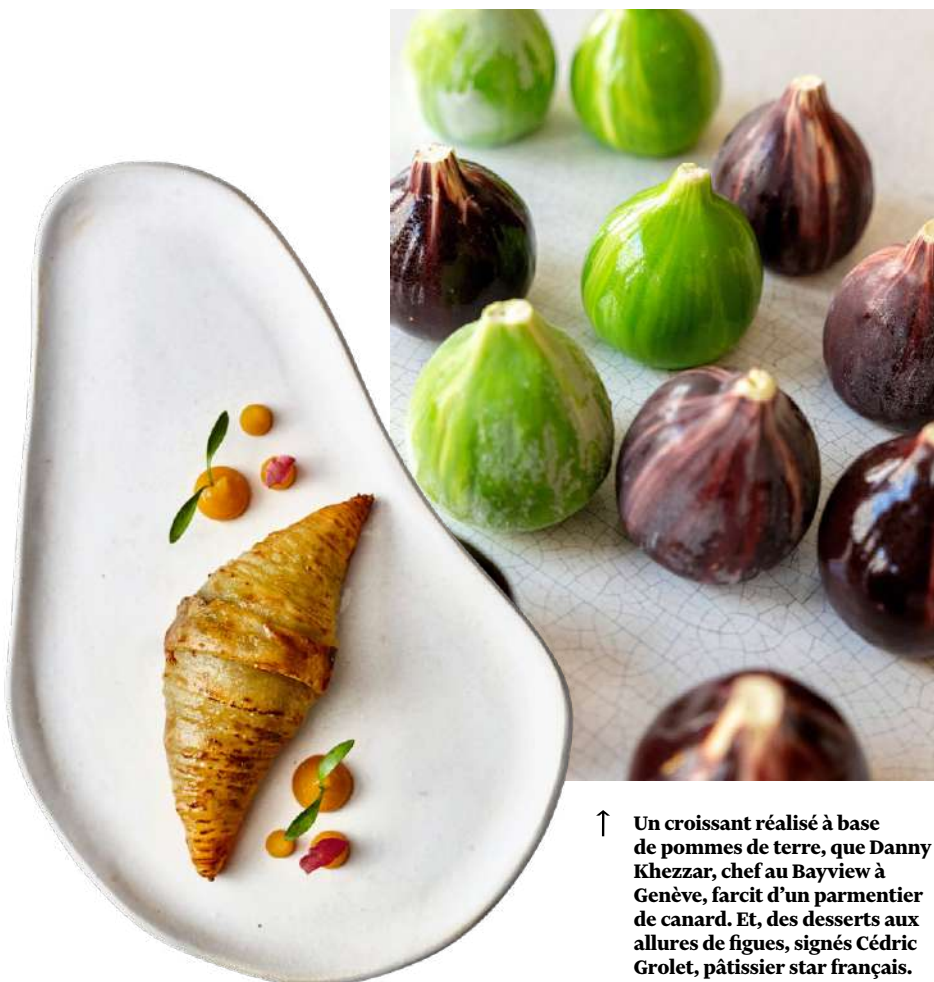 ↑ Un croissant réalisé à base
de pommes de terre, que Danny
Khezzar, chef au Bayview à
Genève, farcit d’un parmentier
de canard. Et, des desserts aux
allures de figues, signés Cédric
Grolet, pâtissier star français.